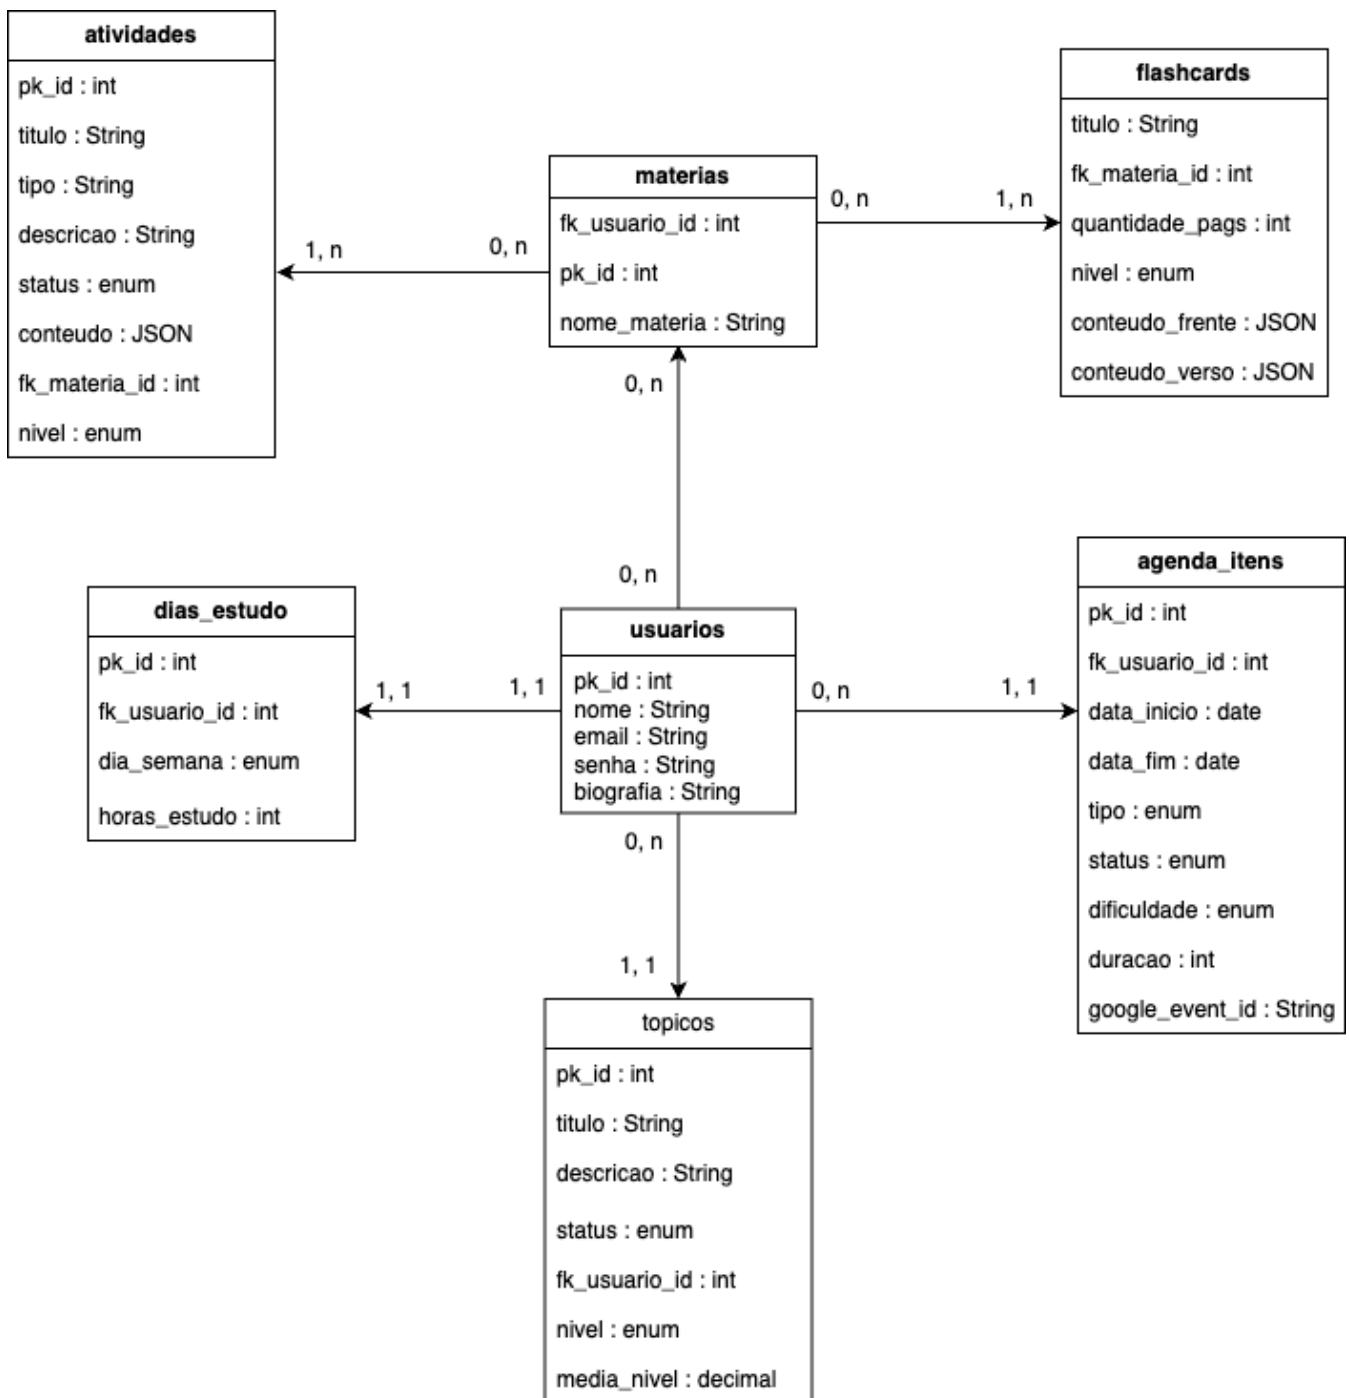 atividades
pk_id : int
titulo : String
tipo : String
descricao : String
status : enum
conteudo : JSON
fk_materia_id : int
nivel : enum
1, n
0, n
materias
fk_usuario_id : int
pk_id : int
nome_materia : String
0, n
1, n
flashcards
titulo : String
fk_materia_id : int
quantidade_pags : int
nivel : enum
conteudo_frente : JSON
conteudo_verso : JSON
0, n
0, n
dias_estudo
pk_id : int
fk_usuario_id : int
dia_semana : enum
horas_estudo : int
1, 1
1, 1
usuarios
pk_id : int
nome : String
email : String
senha : String
biografia : String
0, n
1, 1
agenda_itens
pk_id : int
fk_usuario_id : int
data_inicio : date
data_fim : date
tipo : enum
status : enum
dificuldade : enum
duracao : int
google_event_id : String
0, n
1, 1
topicos
pk_id : int
titulo : String
descricao : String
status : enum
fk_usuario_id : int
nivel : enum
media_nivel : decimal